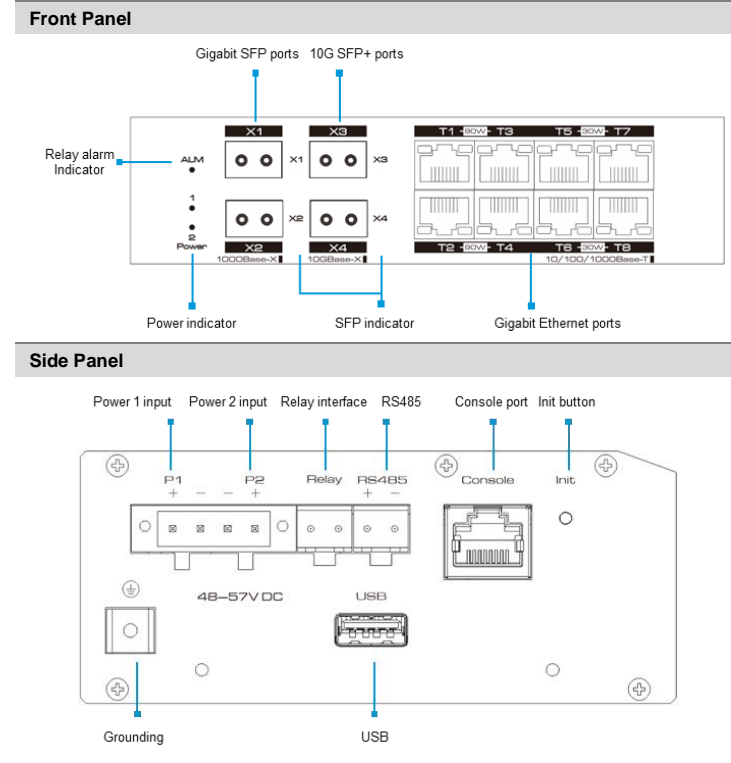 Front Panel
Gigabit SFP ports 10G SFP+ ports
X1 X3 T1 -90W- T3 T5 -30W- T7
Relay alarm
Indicator
ALM X1 X3
1
X2 X4
2
Power X2 X4 T2 -90W- T4 T6 -30W- T8
1000Base-X 10GBase-X 10/100/1000Base-T
Power indicator SFP indicator Gigabit Ethernet ports
Side Panel
Power 1 input Power 2 input Relay interface RS485 Console port Init button
P1 P2 Relay RS485 Console Init
+ − − + + −
48–57V DC USB
Grounding USB